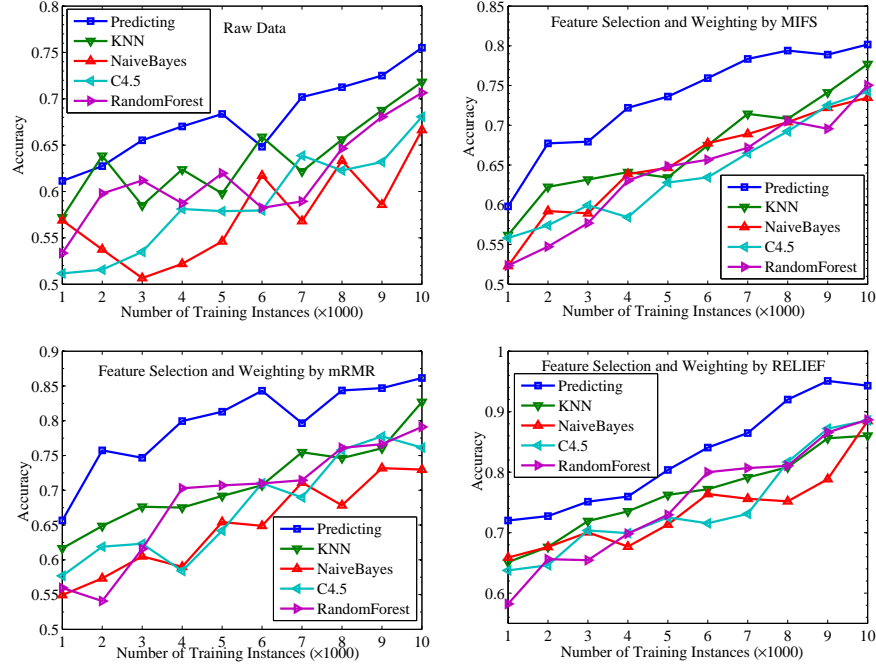 Raw Data
Predicting
KNN
NaiveBayes
C4.5
RandomForest
Accuracy
0.8
0.75
0.7
0.65
0.6
0.55
0.5
1 2 3 4 5 6 7 8 9 10
Number of Training Instances (×1000)
Feature Selection and Weighting by MIFS
Accuracy
0.85
0.8
0.75
0.7
0.65
0.6
0.55
0.5
Predicting
KNN
NaiveBayes
C4.5
RandomForest
1 2 3 4 5 6 7 8 9 10
Number of Training Instances (×1000)
Feature Selection and Weighting by mRMR
Accuracy
0.9
0.85
0.8
0.75
0.7
0.65
0.6
0.55
0.5
Predicting
KNN
NaiveBayes
C4.5
RandomForest
1 2 3 4 5 6 7 8 9 10
Number of Training Instances (×1000)
Feature Selection and Weighting by RELIEF
Predicting
KNN
NaiveBayes
C4.5
RandomForest
Accuracy
1
0.9
0.8
0.7
0.6
1 2 3 4 5 6 7 8 9 10
Number of Training Instances (×1000)